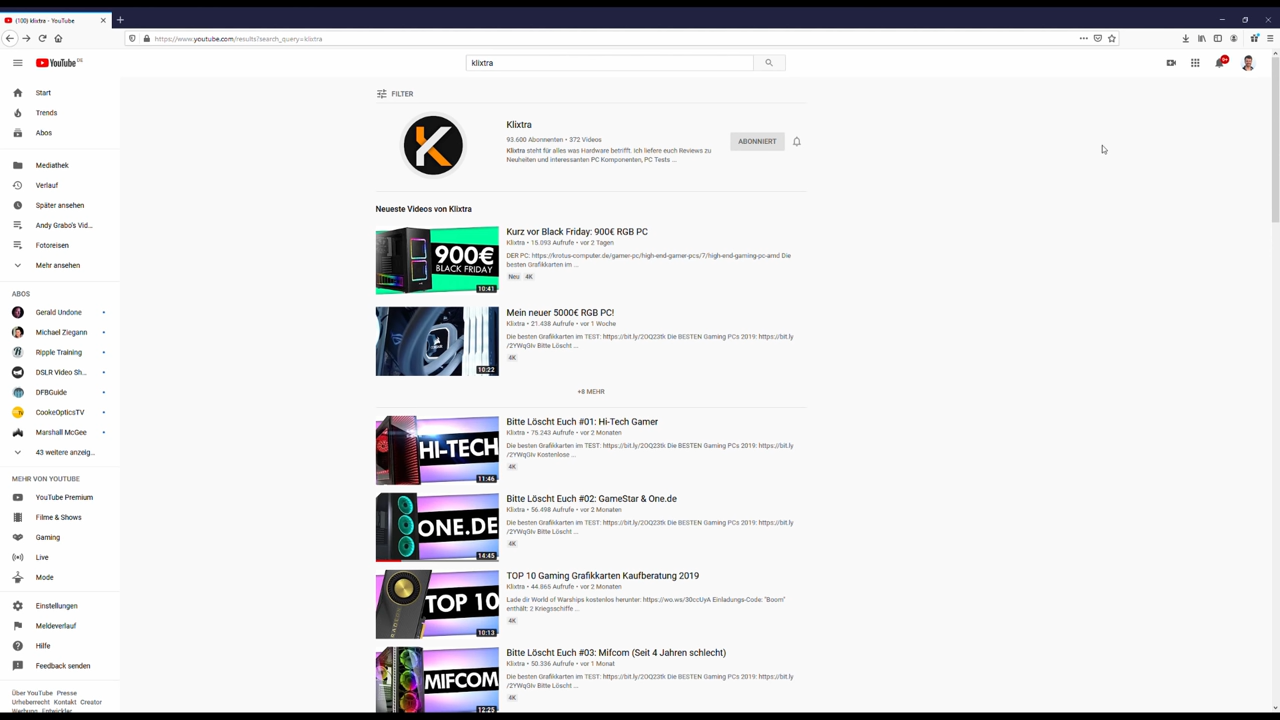 (100) klixtra - YouTube
https://www.youtube.com/results?search_query=klixtra
YouTube DE
klixtra
9+
Start
Trends
Abos
Mediathek
Verlauf
Später ansehen
Andy Grabo's Vid...
Fotoreisen
Mehr ansehen
ABOS
Gerald Undone
Michael Ziegann
Ripple Training
DSLR Video Sh...
DFBGuide
CookeOpticsTV
Marshall McGee
43 weitere anzeig...
MEHR VON YOUTUBE
YouTube Premium
Filme & Shows
Gaming
Live
Mode
Einstellungen
Meldeverlauf
Hilfe
Feedback senden
Über YouTube Presse
Urheberrecht Kontakt Creator
Werbung Entwickler
FILTER
Klixtra
93.600 Abonnenten • 372 Videos
Klixtra steht für alles was Hardware betrifft. Ich liefere euch Reviews zu
Neuheiten und interessanten PC Komponenten, PC Tests ...
ABONNIERT
Neueste Videos von Klixtra
900€
BLACK FRIDAY
10:41
Kurz vor Black Friday: 900€ RGB PC
Klixtra • 15.093 Aufrufe • vor 2 Tagen
DER PC: https://krotus-computer.de/gamer-pc/high-end-gamer-pcs/7/high-end-gaming-pc-amd Die
besten Grafikkarten im ...
Neu 4K
10:22
Mein neuer 5000€ RGB PC!
Klixtra • 21.438 Aufrufe • vor 1 Woche
Die besten Grafikkarten im TEST: https://bit.ly/2OQ23tk Die BESTEN Gaming PCs 2019: https://bit.ly
/2YWqGlv Bitte Löscht ...
4K
+8 MEHR
HI-TECH
11:46
Bitte Löscht Euch #01: Hi-Tech Gamer
Klixtra • 75.243 Aufrufe • vor 2 Monaten
Die besten Grafikkarten im TEST: https://bit.ly/2OQ23tk Die BESTEN Gaming PCs 2019: https://bit.ly
/2YWqGlv Kostenlose ...
4K
ONE.DE
14:45
Bitte Löscht Euch #02: GameStar & One.de
Klixtra • 56.498 Aufrufe • vor 2 Monaten
Die besten Grafikkarten im TEST: https://bit.ly/2OQ23tk Die BESTEN Gaming PCs 2019: https://bit.ly
/2YWqGlv Bitte Löscht ...
4K
RADEON
TOP 10
10:13
TOP 10 Gaming Grafikkarten Kaufberatung 2019
Klixtra • 44.865 Aufrufe • vor 2 Monaten
Lade dir World of Warships kostenlos herunter: https://wo.ws/30ccUyA Einladungs-Code: "Boom"
enthält: 2 Kriegsschiffe ...
4K
MIFCOM
12:25
Bitte Löscht Euch #03: Mifcom (Seit 4 Jahren schlecht)
Klixtra • 50.336 Aufrufe • vor 1 Monat
Die besten Grafikkarten im TEST: https://bit.ly/2OQ23tk Die BESTEN Gaming PCs 2019: https://bit.ly
/2YWqGlv Bitte Löscht ...
4K